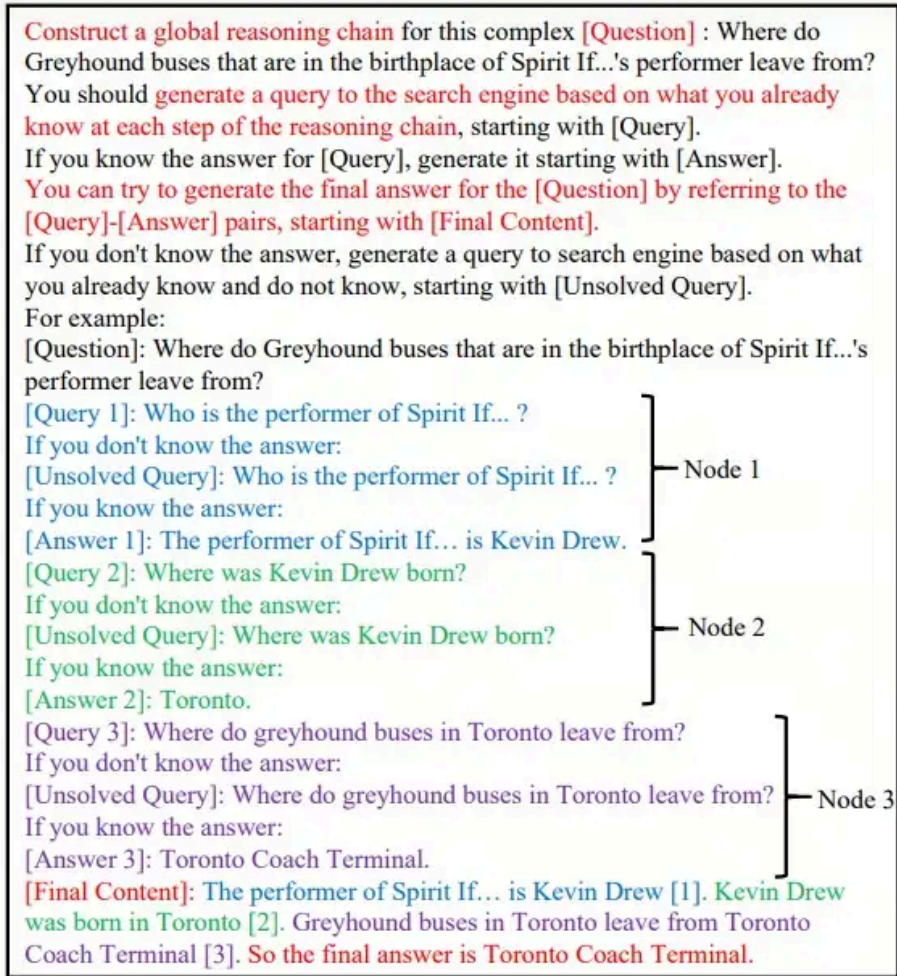 Construct a global reasoning chain for this complex [Question] : Where do
Greyhound buses that are in the birthplace of Spirit If...'s performer leave from?
You should generate a query to the search engine based on what you already
know at each step of the reasoning chain, starting with [Query].
If you know the answer for [Query], generate it starting with [Answer].
You can try to generate the final answer for the [Question] by referring to the
[Query]-[Answer] pairs, starting with [Final Content].
If you don't know the answer, generate a query to search engine based on what
you already know and do not know, starting with [Unsolved Query].
For example:
[Question]: Where do Greyhound buses that are in the birthplace of Spirit If...'s
performer leave from?
[Query 1]: Who is the performer of Spirit If... ?
If you don't know the answer:
[Unsolved Query]: Who is the performer of Spirit If... ?
If you know the answer:
[Answer 1]: The performer of Spirit If… is Kevin Drew.
Node 1
[Query 2]: Where was Kevin Drew born?
If you don't know the answer:
[Unsolved Query]: Where was Kevin Drew born?
If you know the answer:
[Answer 2]: Toronto.
Node 2
[Query 3]: Where do greyhound buses in Toronto leave from?
If you don't know the answer:
[Unsolved Query]: Where do greyhound buses in Toronto leave from?
If you know the answer:
[Answer 3]: Toronto Coach Terminal.
Node 3
[Final Content]: The performer of Spirit If… is Kevin Drew [1]. Kevin Drew
was born in Toronto [2]. Greyhound buses in Toronto leave from Toronto
Coach Terminal [3]. So the final answer is Toronto Coach Terminal.